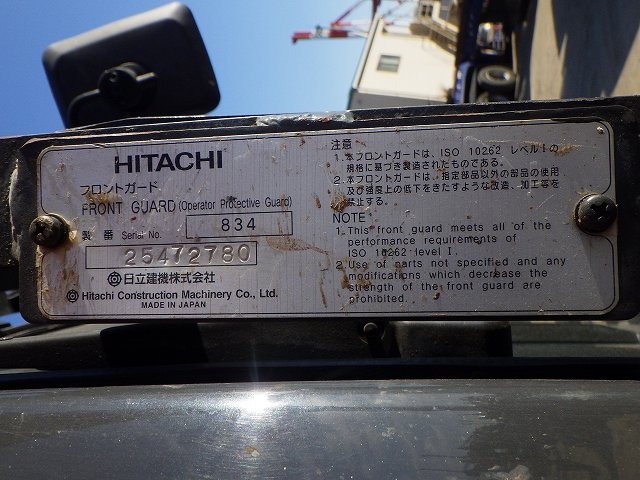 HITACHI
フロントガード
FRONT GUARD (Operator Protective Guard)
製番 Serial No. 834
25472780
日立建機株式会社
Hitachi Construction Machinery Co., Ltd.
MADE IN JAPAN
注意
1. 本フロントガードは、ISO 10262 レベルIの
規格に基づき製造されたものである。
2. 本フロントガードは、指定部品以外の部品の使用
及び強度上の低下をきたすような改造、加工等を
禁止する。
NOTE
1. This front guard meets all of the
performance requirements of
ISO 10262 level I.
2. Use of parts not specified and any
modifications which decrease the
strength of the front guard are
prohibited.